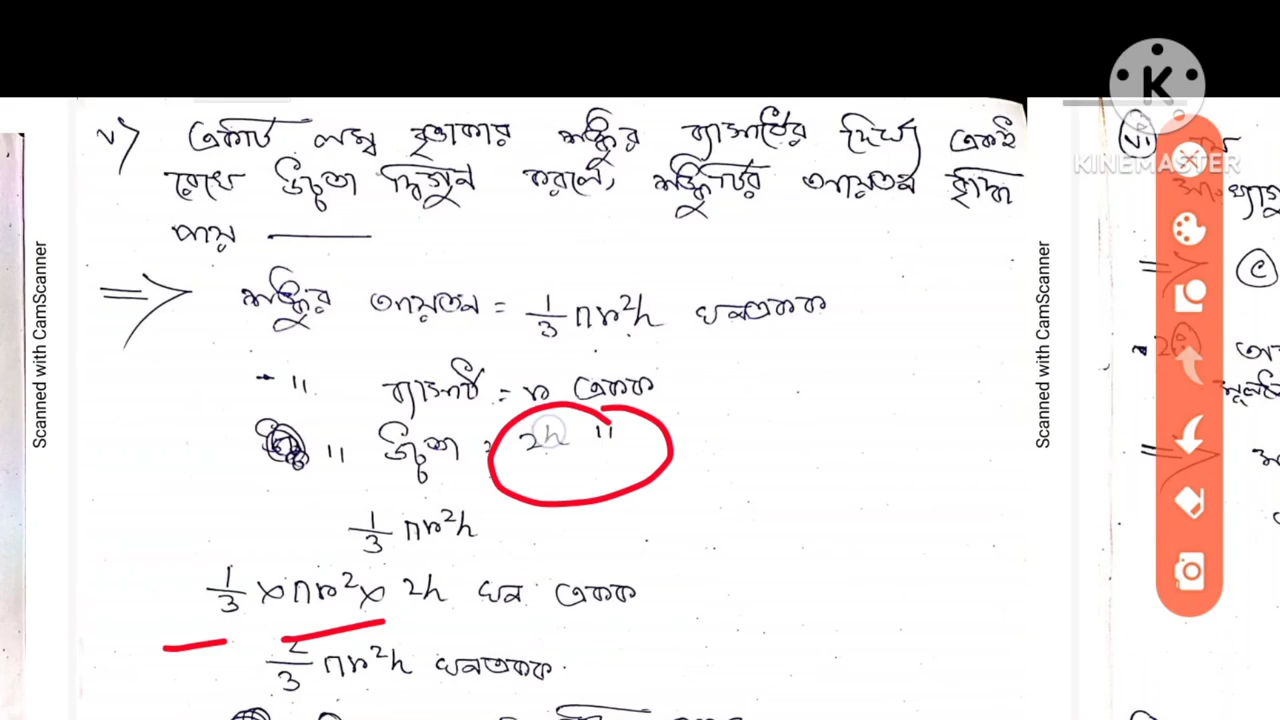 v) একটি লম্ব বৃত্তাকার শঙ্কুর ব্যাসার্ধের দৈর্ঘ্য একই
রেখে উচ্চতা দ্বিগুন করলে, শঙ্কুটির আয়তন বৃদ্ধি
পায় ———
⇒ শঙ্কুর আয়তন = 1/3 πr²h ঘনএকক
" ব্যাসার্ধ = r একক
" উচ্চতা = 2h "
1/3 πr²h
1/3 × πr² × 2h ঘন একক
2/3 πr²h ঘনএকক.
Scanned with CamScanner
Scanned with CamScanner
K
KINEMASTER